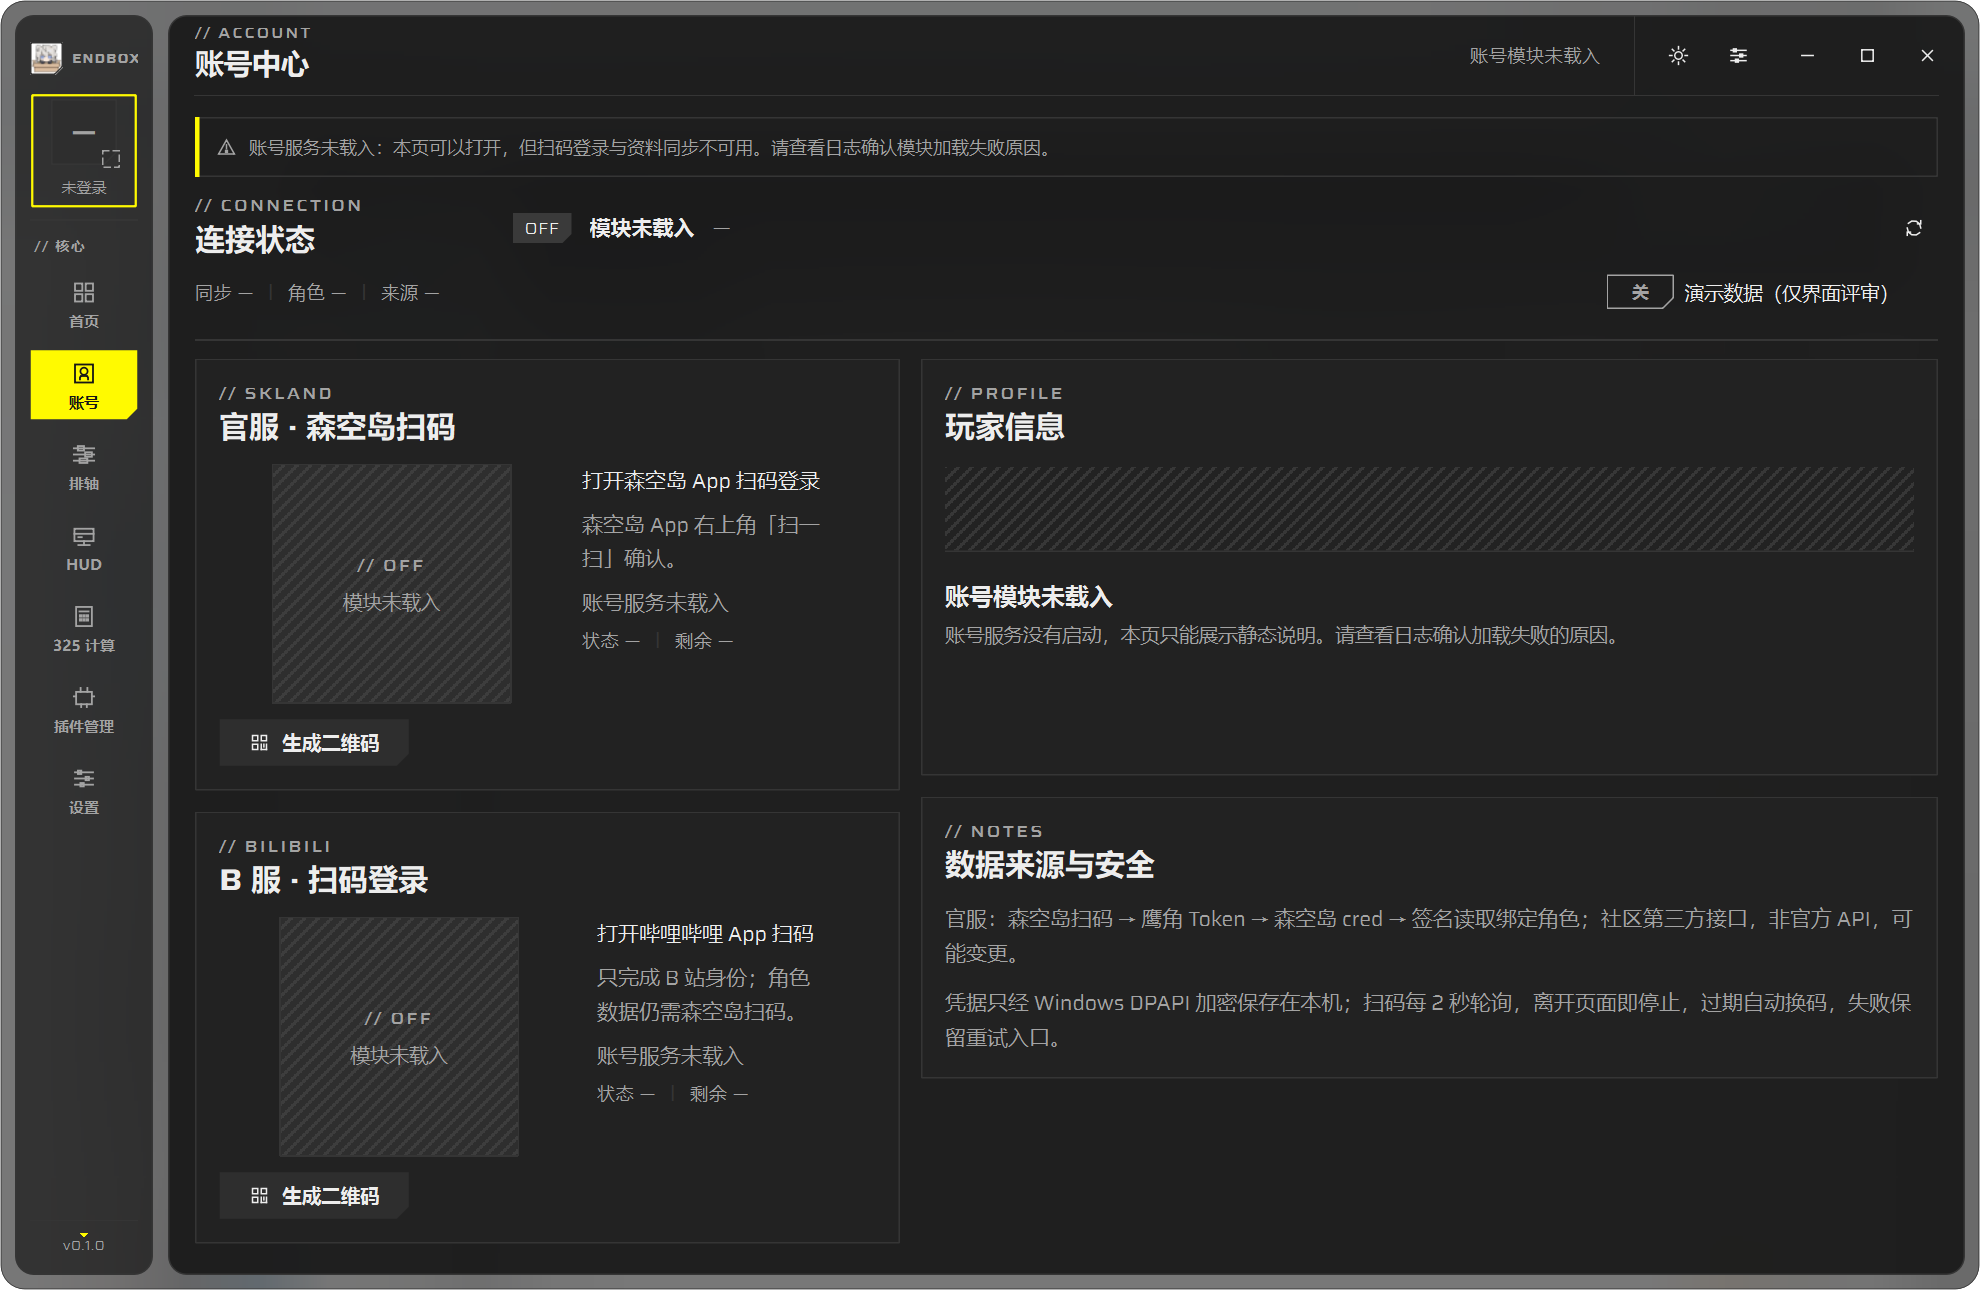 ENDBOX
未登录
// 核心
首页
账号
排轴
HUD
325 计算
插件管理
设置
v0.1.0
// ACCOUNT
账号中心
账号模块未载入
账号服务未载入：本页可以打开，但扫码登录与资料同步不可用。请查看日志确认模块加载失败原因。
// CONNECTION
连接状态
OFF 模块未载入 —
同步 — 角色 — 来源 —
关 演示数据（仅界面评审）
// SKLAND
官服 · 森空岛扫码
// OFF
模块未载入
打开森空岛 App 扫码登录
森空岛 App 右上角「扫一
扫」确认。
账号服务未载入
状态 — 剩余 —
生成二维码
// BILIBILI
B 服 · 扫码登录
// OFF
模块未载入
打开哔哩哔哩 App 扫码
只完成 B 站身份；角色
数据仍需森空岛扫码。
账号服务未载入
状态 — 剩余 —
生成二维码
// PROFILE
玩家信息
账号模块未载入
账号服务没有启动，本页只能展示静态说明。请查看日志确认加载失败的原因。
// NOTES
数据来源与安全
官服：森空岛扫码 → 鹰角 Token → 森空岛 cred → 签名读取绑定角色；社区第三方接口，非官方 API，可
能变更。
凭据只经 Windows DPAPI 加密保存在本机；扫码每 2 秒轮询，离开页面即停止，过期自动换码，失败保
留重试入口。